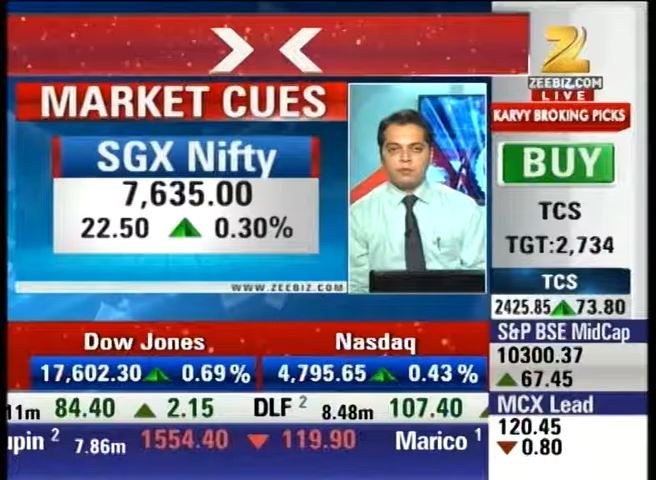 MARKET CUES
SGX Nifty
7,635.00
22.50 0.30%
WWW.ZEEBIZ.COM
Z
ZEEBIZ.COM
LIVE
KARVY BROKING PICKS
BUY
TCS
TGT:2,734
TCS
2425.85 73.80
S&P BSE MidCap
10300.37
67.45
MCX Lead
120.45
0.80
Dow Jones
17,602.30 0.69%
Nasdaq
4,795.65 0.43%
11m 84.40 2.15 DLF 2 8.48m 107.40
upin 2 7.86m 1554.40 119.90 Marico 1